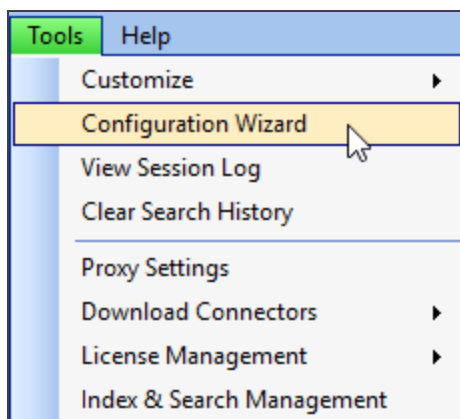 Tools Help
Customize
Configuration Wizard
View Session Log
Clear Search History
Proxy Settings
Download Connectors
License Management
Index & Search Management